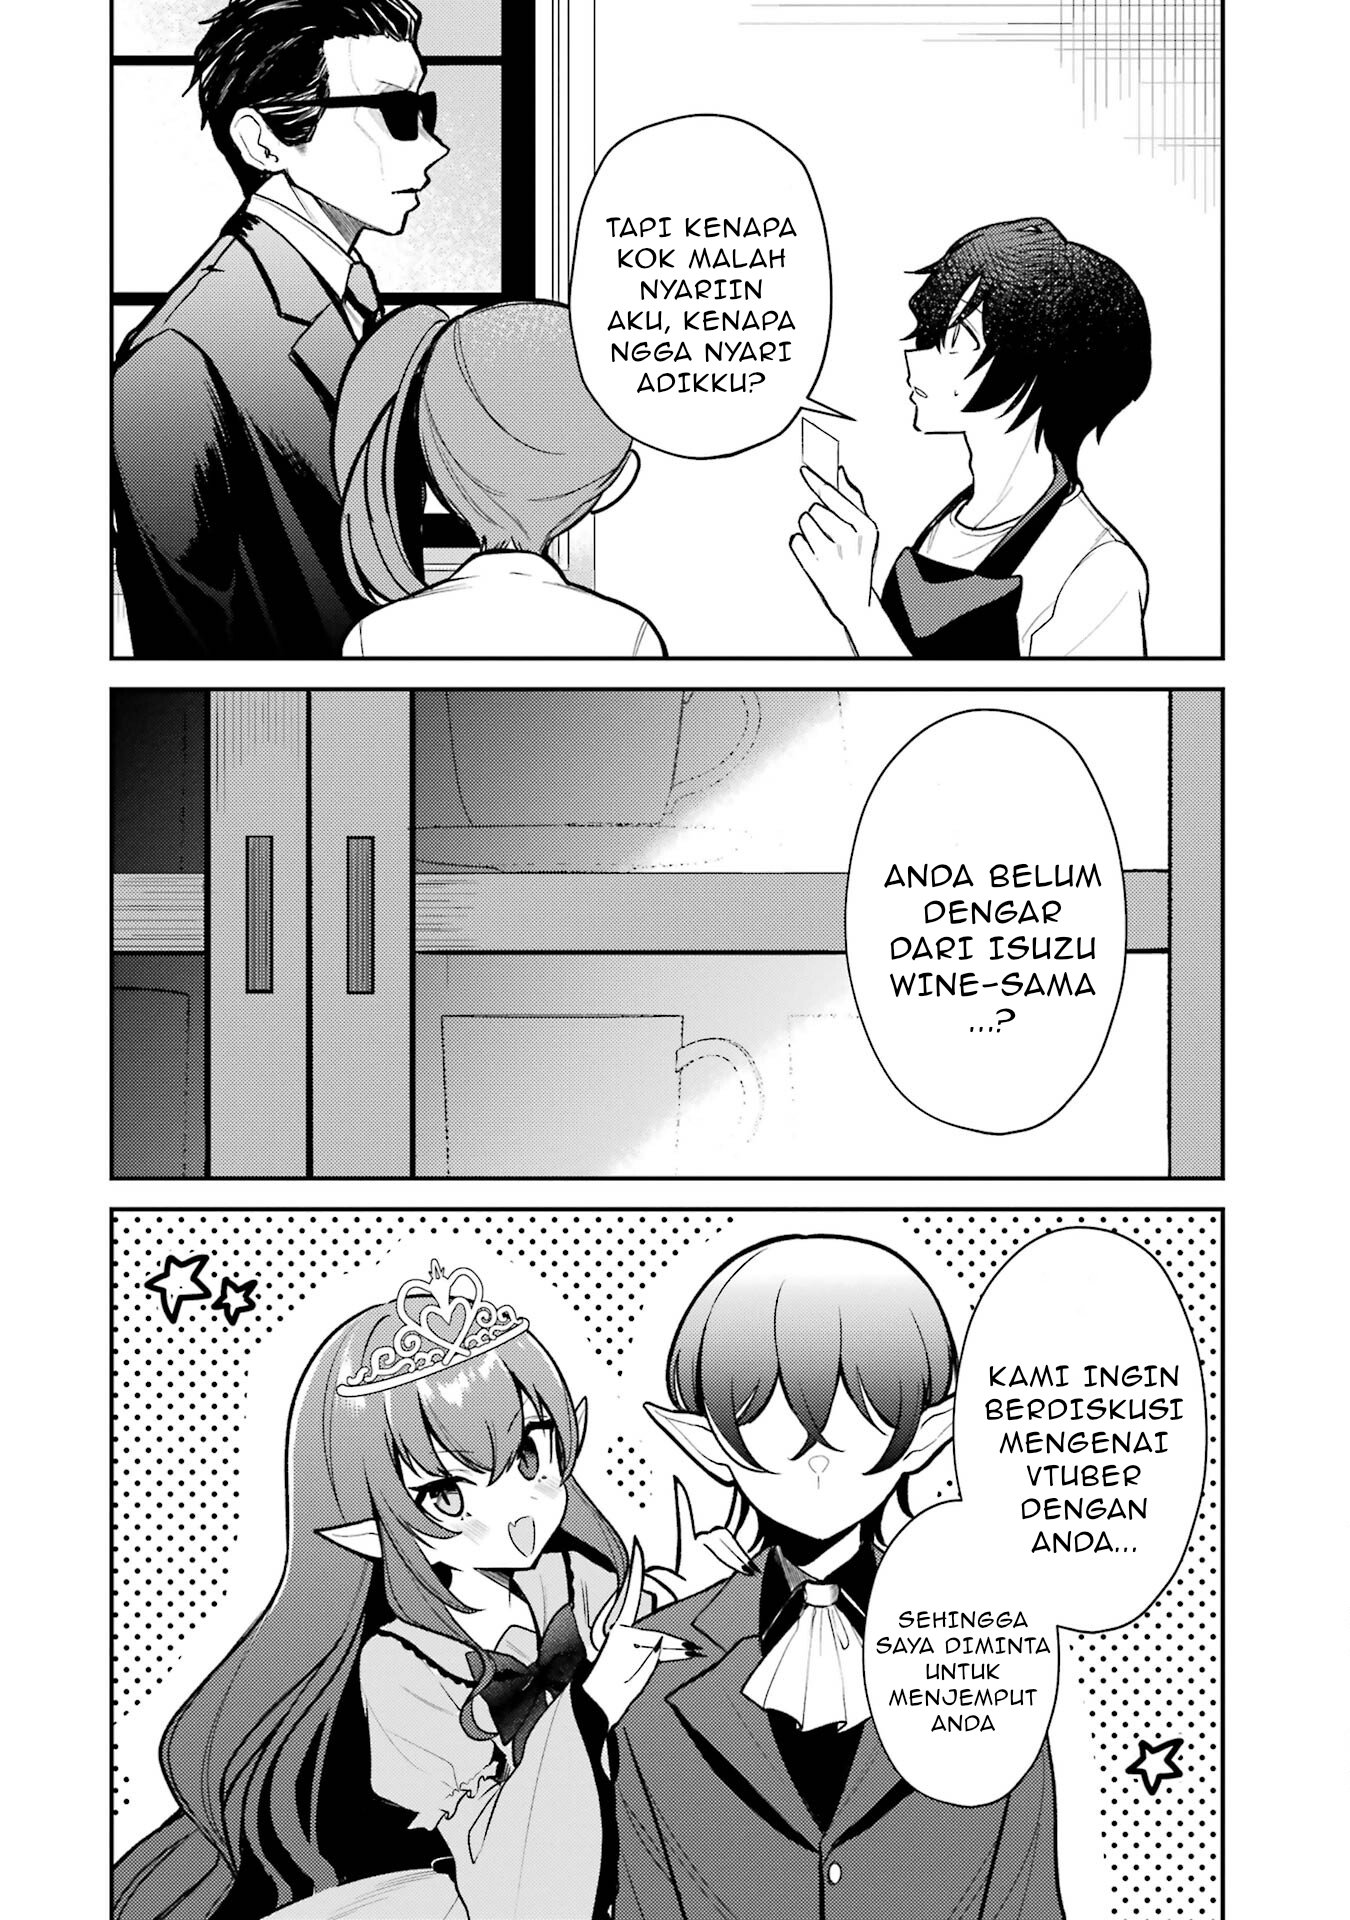 TAPI KENAPA
KOK MALAH
NYARIIN
AKU, KENAPA
NGGA NYARI
ADIKKU?
ANDA BELUM
DENGAR
DARI ISUZU
WINE-SAMA
...?
KAMI INGIN
BERDISKUSI
MENGENAI
VTUBER
DENGAN
ANDA...
SEHINGGA
SAYA DIMINTA
UNTUK
MENJEMPUT
ANDA